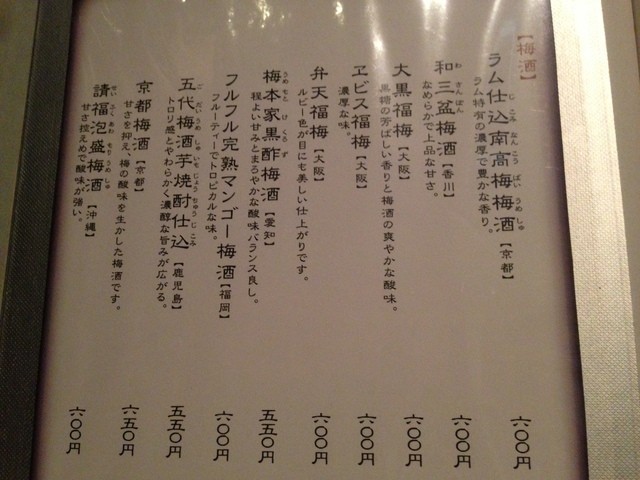 【梅酒】
ラム仕込南高梅梅酒【京都】
ラム特有の濃厚で豊かな香り。
六〇〇円
和三盆梅酒【香川】
なめらかで上品な甘さ。
六〇〇円
大黒福梅【大阪】
黒糖の芳ばしい香りと梅酒の爽やかな酸味。
六〇〇円
ヱビス福梅【大阪】
濃厚な味。
六〇〇円
弁天福梅【大阪】
ルビー色が目にも美しい仕上がりです。
六〇〇円
梅本家黒酢梅酒【愛知】
程よい甘みとまろやかな酸味バランス良し。
五五〇円
フルフル完熟マンゴー梅酒【福岡】
フルーティーでトロピカルな味。
六〇〇円
五代梅酒芋焼酎仕込【鹿児島】
トロリ感とやわらかく濃醇な旨みが広がる。
五五〇円
京都梅酒【京都】
甘さを抑え、梅の酸味を生かした梅酒です。
六五〇円
請福泡盛梅酒【沖縄】
甘さ控えめで酸味が強い。
六〇〇円